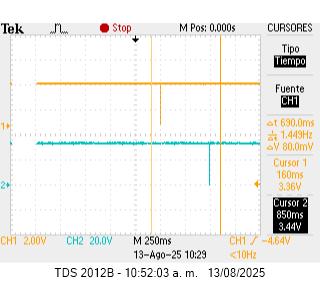 Tek Stop M Pos: 0.000s CURSORES
Tipo
Tiempo
Fuente
CH1
Δt 690.0ms
1/Δt 1.449Hz
ΔV 80.0mV
Cursor 1
160ms
3.36V
Cursor 2
850ms
3.44V
1
2
CH1 2.00V CH2 20.0V M 250ms CH1 -4.64V
13-Ago-25 10:29 <10Hz
TDS 2012B - 10:52:03 a. m. 13/08/2025